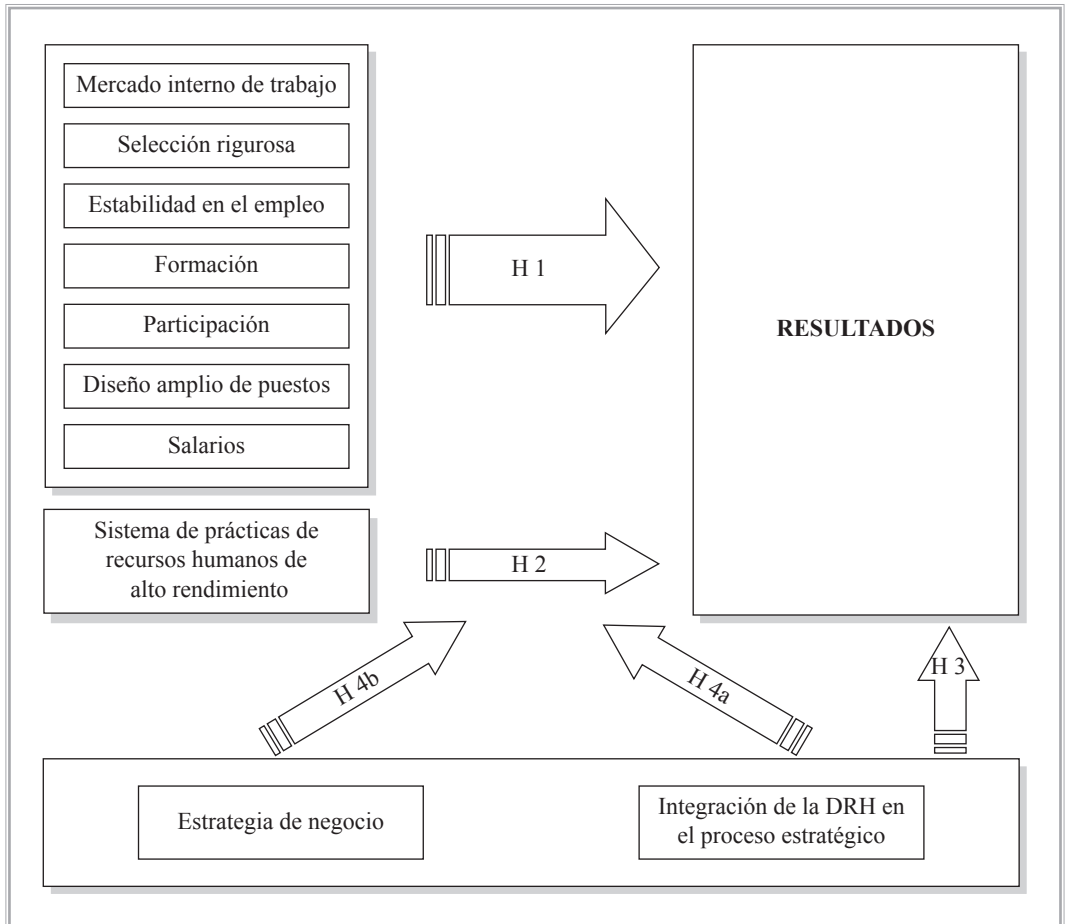 Mercado interno de trabajo
Selección rigurosa
Estabilidad en el empleo
Formación
Participación
Diseño amplio de puestos
Salarios
H 1
RESULTADOS
Sistema de prácticas de
recursos humanos de
alto rendimiento
H 2
H 4b
H 4a
H 3
Estrategia de negocio
Integración de la DRH en
el proceso estratégico